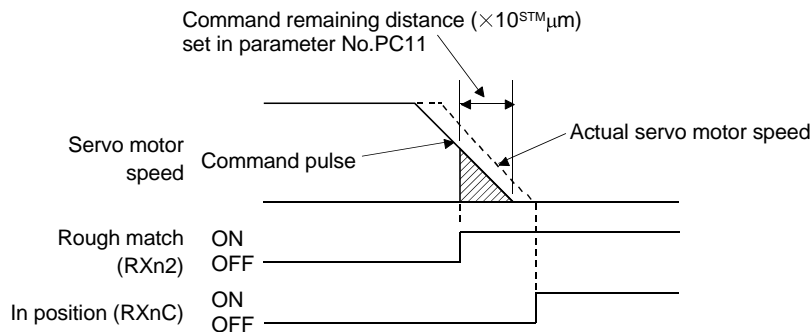 Command remaining distance (×10ˢᵀᴹμm)
set in parameter No.PC11
Servo motor
speed
Command pulse
Actual servo motor speed
Rough match
(RXn2)
ON
OFF
In position (RXnC)
ON
OFF